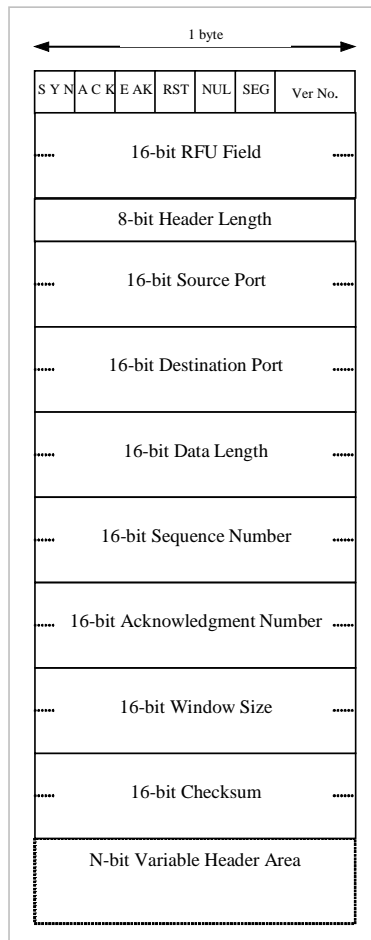 1 byte
S Y N A C K E AK RST NUL SEG Ver No.
16-bit RFU Field
8-bit Header Length
16-bit Source Port
16-bit Destination Port
16-bit Data Length
16-bit Sequence Number
16-bit Acknowledgment Number
16-bit Window Size
16-bit Checksum
N-bit Variable Header Area